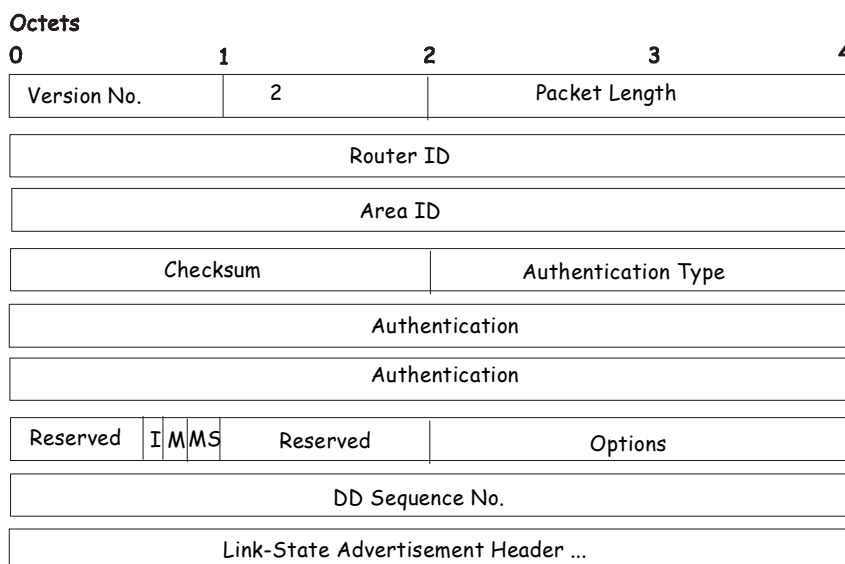 Octets
0 1 2 3 4
Version No. 2 Packet Length
Router ID
Area ID
Checksum Authentication Type
Authentication
Authentication
Reserved I M MS Reserved Options
DD Sequence No.
Link-State Advertisement Header ...